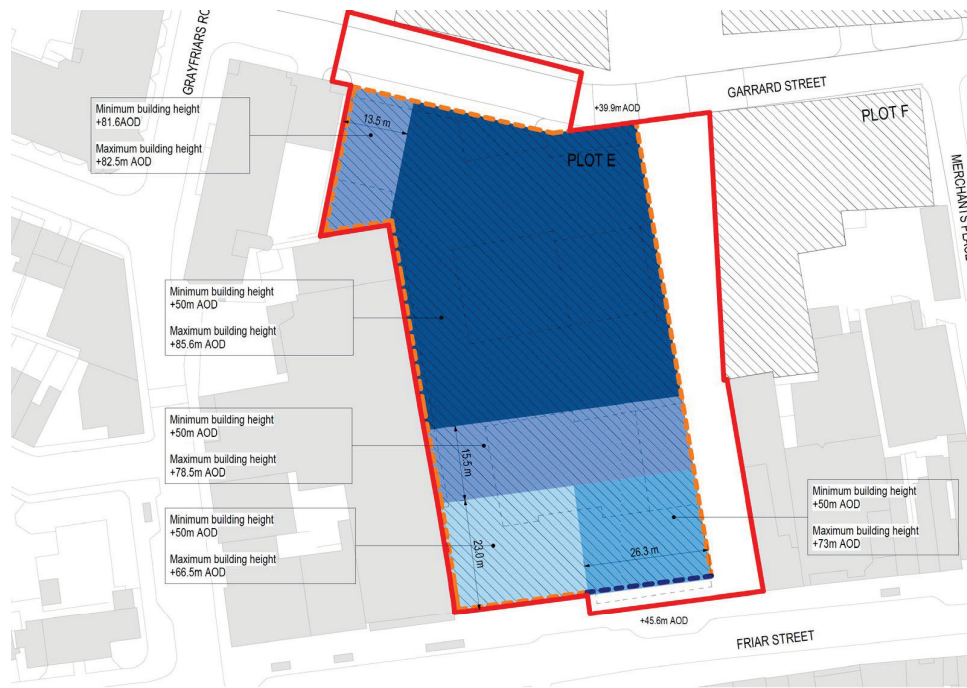 GRAYFRIARS RO
GARRARD STREET
PLOT F
MERCHANTS PLACE
+39.9m AOD
PLOT E
13.5 m
Minimum building height
+81.6AOD
Maximum building height
+82.5m AOD
Minimum building height
+50m AOD
Maximum building height
+85.6m AOD
Minimum building height
+50m AOD
Maximum building height
+78.5m AOD
15.5 m
Minimum building height
+50m AOD
Maximum building height
+66.5m AOD
23.0 m
26.3 m
Minimum building height
+50m AOD
Maximum building height
+73m AOD
+45.6m AOD
FRIAR STREET